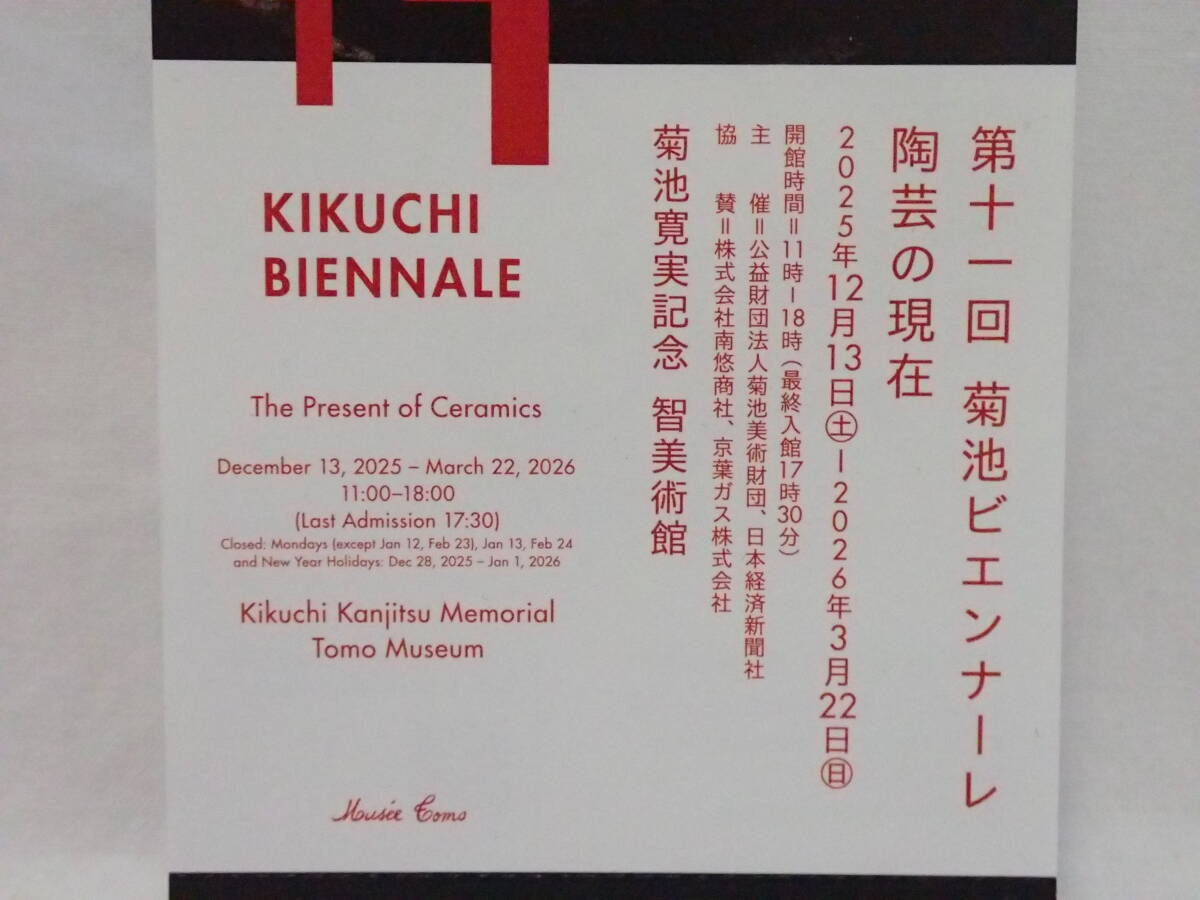 第十一回 菊池ビエンナーレ
陶芸の現在
2025年12月13日㊏−2026年3月22日㊐
開館時間=11時−18時（最終入館17時30分）
主 催=公益財団法人菊池美術財団、日本経済新聞社
協 賛=株式会社南悠商社、京葉ガス株式会社
菊池寛実記念 智美術館
KIKUCHI
BIENNALE
The Present of Ceramics
December 13, 2025 – March 22, 2026
11:00–18:00
(Last Admission 17:30)
Closed: Mondays (except Jan 12, Feb 23), Jan 13, Feb 24
and New Year Holidays: Dec 28, 2025 – Jan 1, 2026
Kikuchi Kanjitsu Memorial
Tomo Museum
Musée Tomo